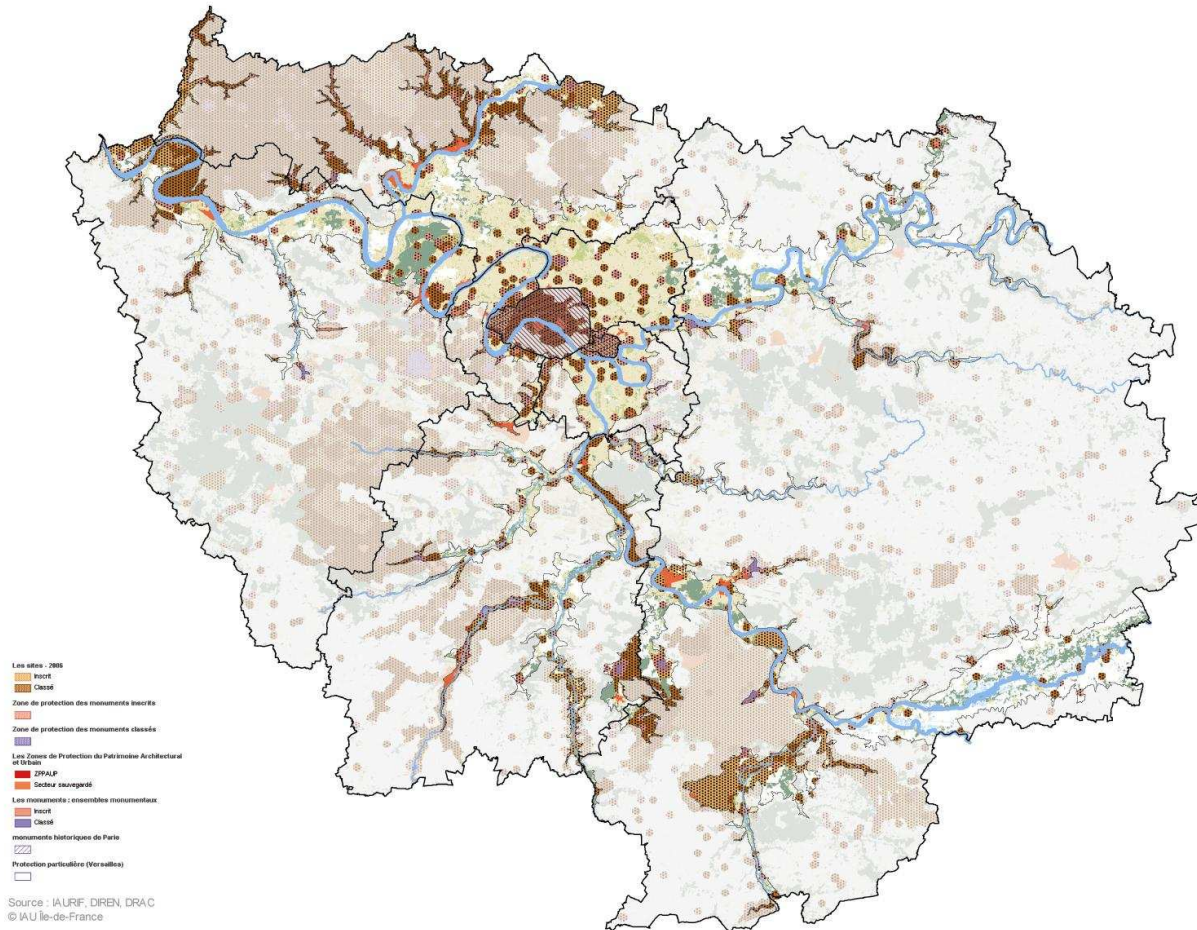 Les sites - 2006
Inscrit
Classé
Zone de protection des monuments inscrits
Zone de protection des monuments classés
Les Zones de Protection du Patrimoine Architectural
et Urbain
ZPPAUP
Secteur sauvegardé
Les monuments : ensembles monumentaux
Inscrit
Classé
monuments historiques de Paris
Protection particulière (Versailles)
Source : IAURIF, DIREN, DRAC
© IAU Île-de-France